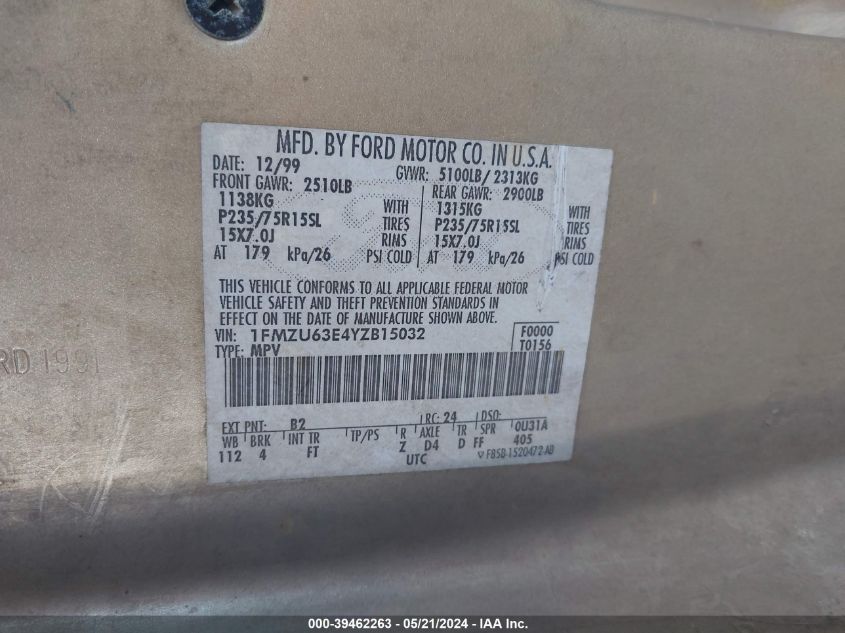 MFD. BY FORD MOTOR CO. IN U.S.A.
DATE: 12/99 GVWR: 5100LB/ 2313KG
FRONT GAWR: 2510LB REAR GAWR: 2900LB
1138KG WITH 1315KG WITH
P235/75R15SL TIRES P235/75R15SL TIRES
15X7.0J RIMS 15X7.0J RIMS
AT 179 kPa/26 PSI COLD AT 179 kPa/26 PSI COLD
THIS VEHICLE CONFORMS TO ALL APPLICABLE FEDERAL MOTOR
VEHICLE SAFETY AND THEFT PREVENTION STANDARDS IN
EFFECT ON THE DATE OF MANUFACTURE SHOWN ABOVE.
VIN: 1FMZU63E4YZB15032 F0000
TYPE: MPV T0156
RD 1991
EXT PNT: B2 RC: 24 DSO:
WB BRK INT TR TP/PS R AXLE TR SPR 0U31A
112 4 FT Z D4 D FF 405
UTC F85B-1520472-AB
000-39462263 - 05/21/2024 - IAA Inc.